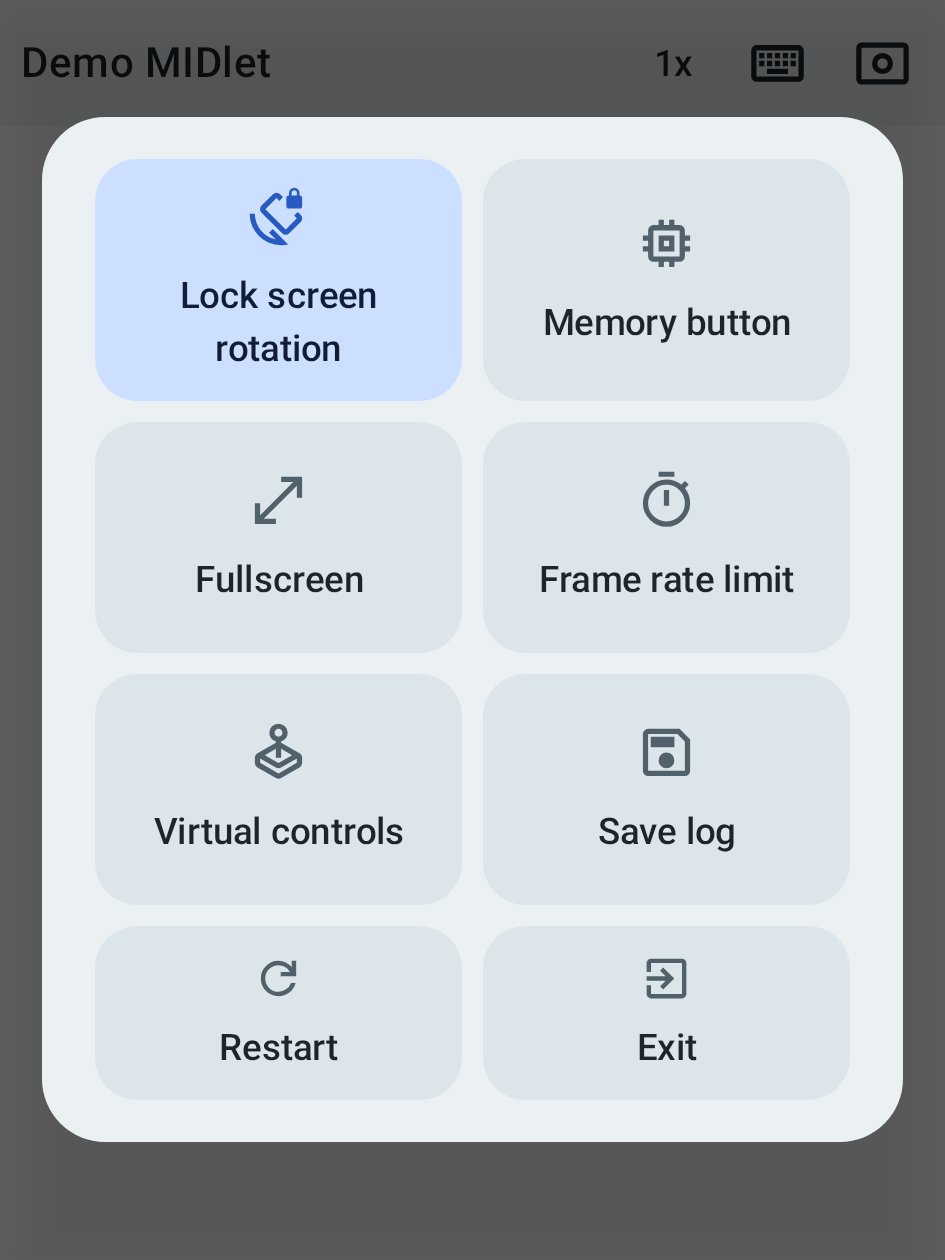 Demo MIDlet
1x
Lock screen
rotation
Memory button
Fullscreen
Frame rate limit
Virtual controls
Save log
Restart
Exit